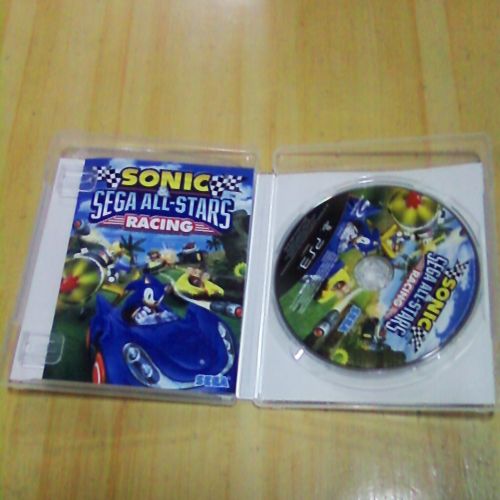 SONIC
SEGA ALL-STARS
RACING
SEGA
PS3
SONIC
SEGA ALL-STARS
RACING
SEGA